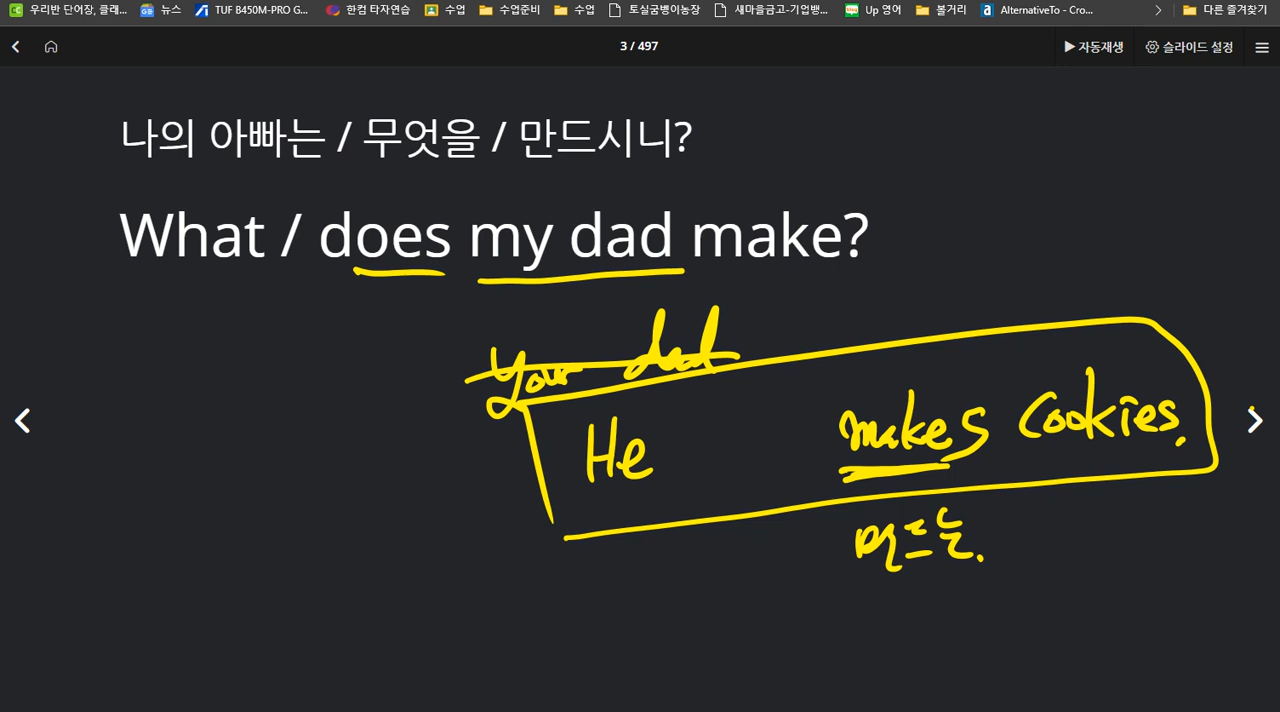 우리반 단어장, 클래... 뉴스 TUF B450M-PRO G... 한컴 타자연습 수업 수업준비 수업 토실굼벵이농장 새마을금고-기업뱅... Up 영어 볼거리 AlternativeTo - Cro... 다른 즐겨찾기
3 / 497 자동재생 슬라이드 설정
나의 아빠는 / 무엇을 / 만드시니?
What / does my dad make?
Your dad
He makes Cookies.